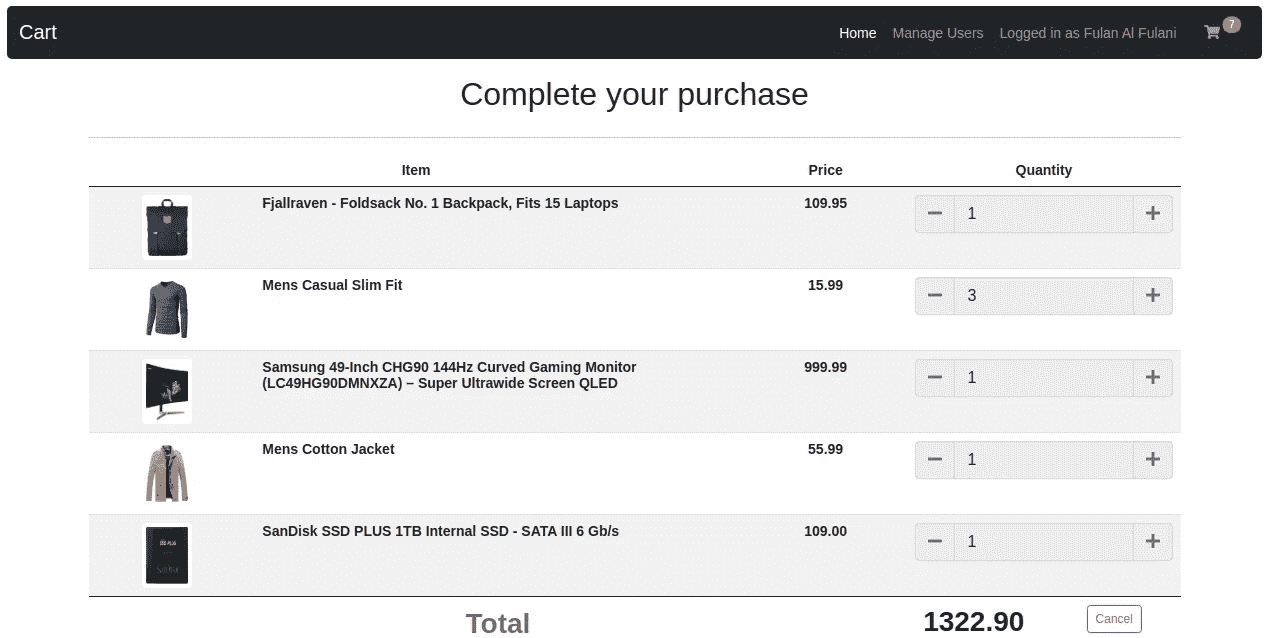 Cart Home Manage Users Logged in as Fulan Al Fulani 7
Complete your purchase
Item Price Quantity
Fjallraven - Foldsack No. 1 Backpack, Fits 15 Laptops 109.95 − 1 +
Mens Casual Slim Fit 15.99 − 3 +
Samsung 49-Inch CHG90 144Hz Curved Gaming Monitor 999.99 − 1 +
(LC49HG90DMNXZA) – Super Ultrawide Screen QLED
Mens Cotton Jacket 55.99 − 1 +
SanDisk SSD PLUS 1TB Internal SSD - SATA III 6 Gb/s 109.00 − 1 +
SSD PLUS
SanDisk
Total 1322.90 Cancel